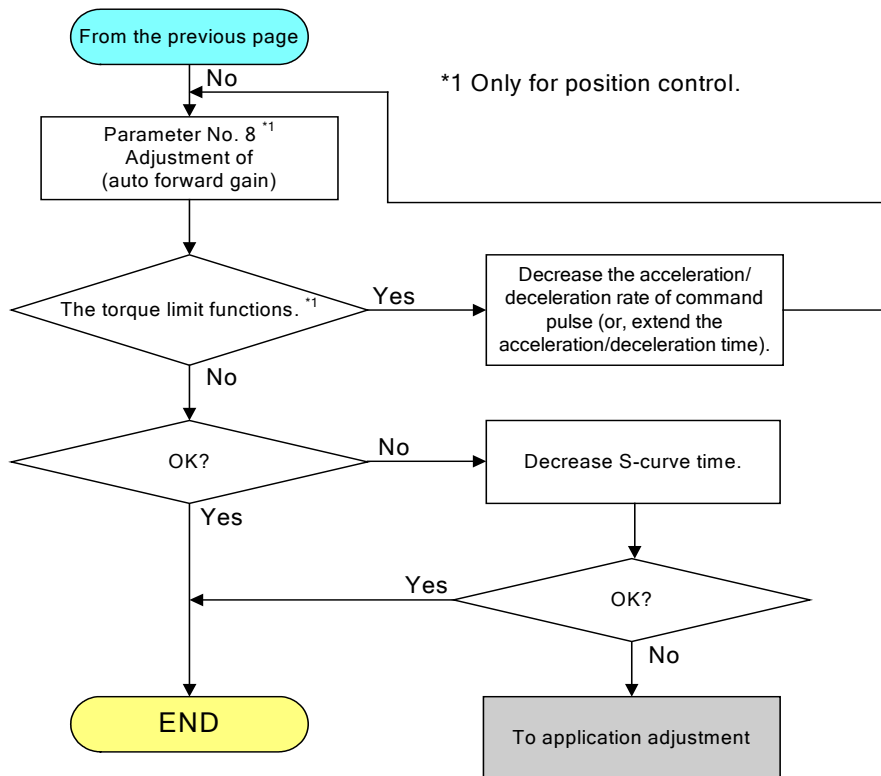 From the previous page
No
*1 Only for position control.
Parameter No. 8 *1
Adjustment of
(auto forward gain)
The torque limit functions. *1
Yes
Decrease the acceleration/
deceleration rate of command
pulse (or, extend the
acceleration/deceleration time).
No
OK?
No
Decrease S-curve time.
Yes
Yes
OK?
No
END
To application adjustment